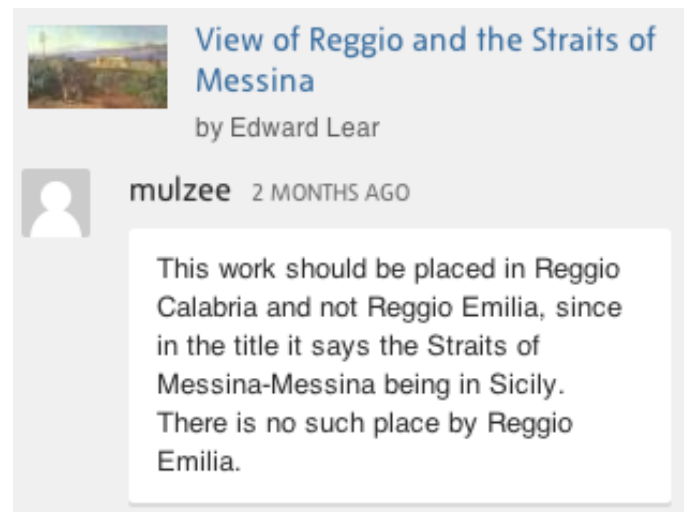 View of Reggio and the Straits of
Messina
by Edward Lear
mulzee 2 MONTHS AGO
This work should be placed in Reggio
Calabria and not Reggio Emilia, since
in the title it says the Straits of
Messina-Messina being in Sicily.
There is no such place by Reggio
Emilia.